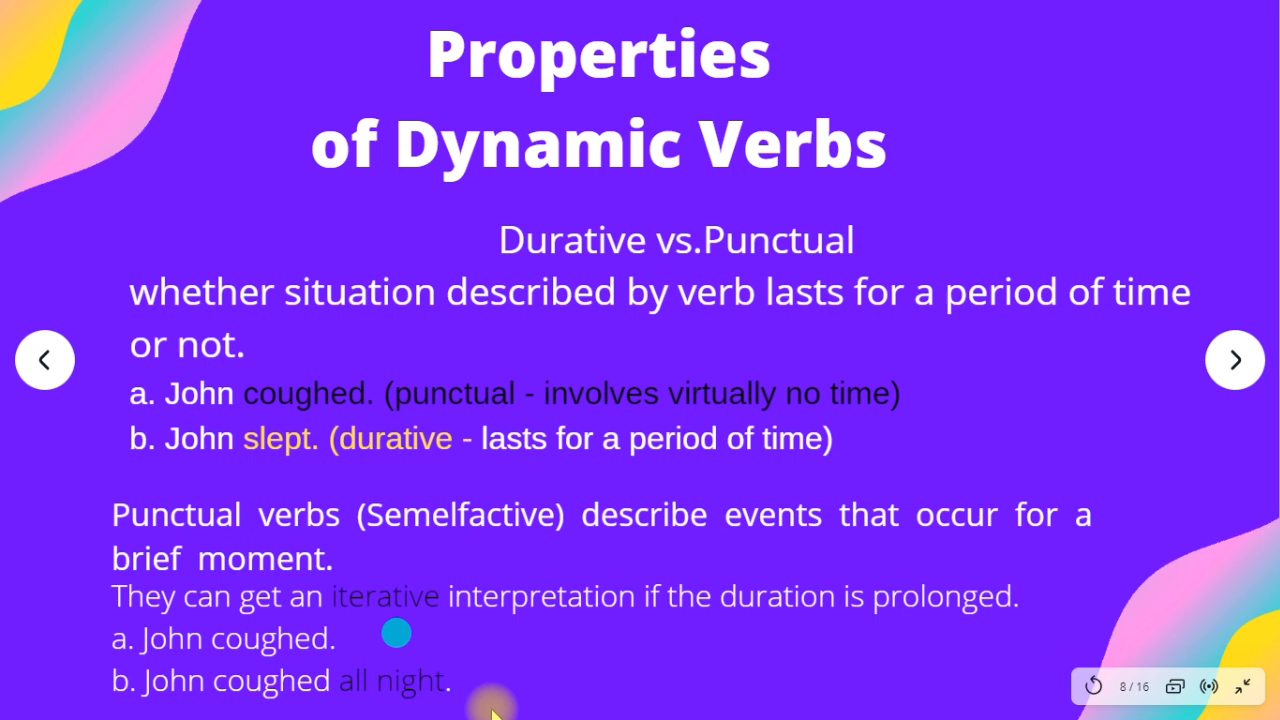 Properties
of Dynamic Verbs
Durative vs.Punctual
whether situation described by verb lasts for a period of time
or not.
a. John coughed. (punctual - involves virtually no time)
b. John slept. (durative - lasts for a period of time)
Punctual verbs (Semelfactive) describe events that occur for a
brief moment.
They can get an iterative interpretation if the duration is prolonged.
a. John coughed.
b. John coughed all night.
8/16